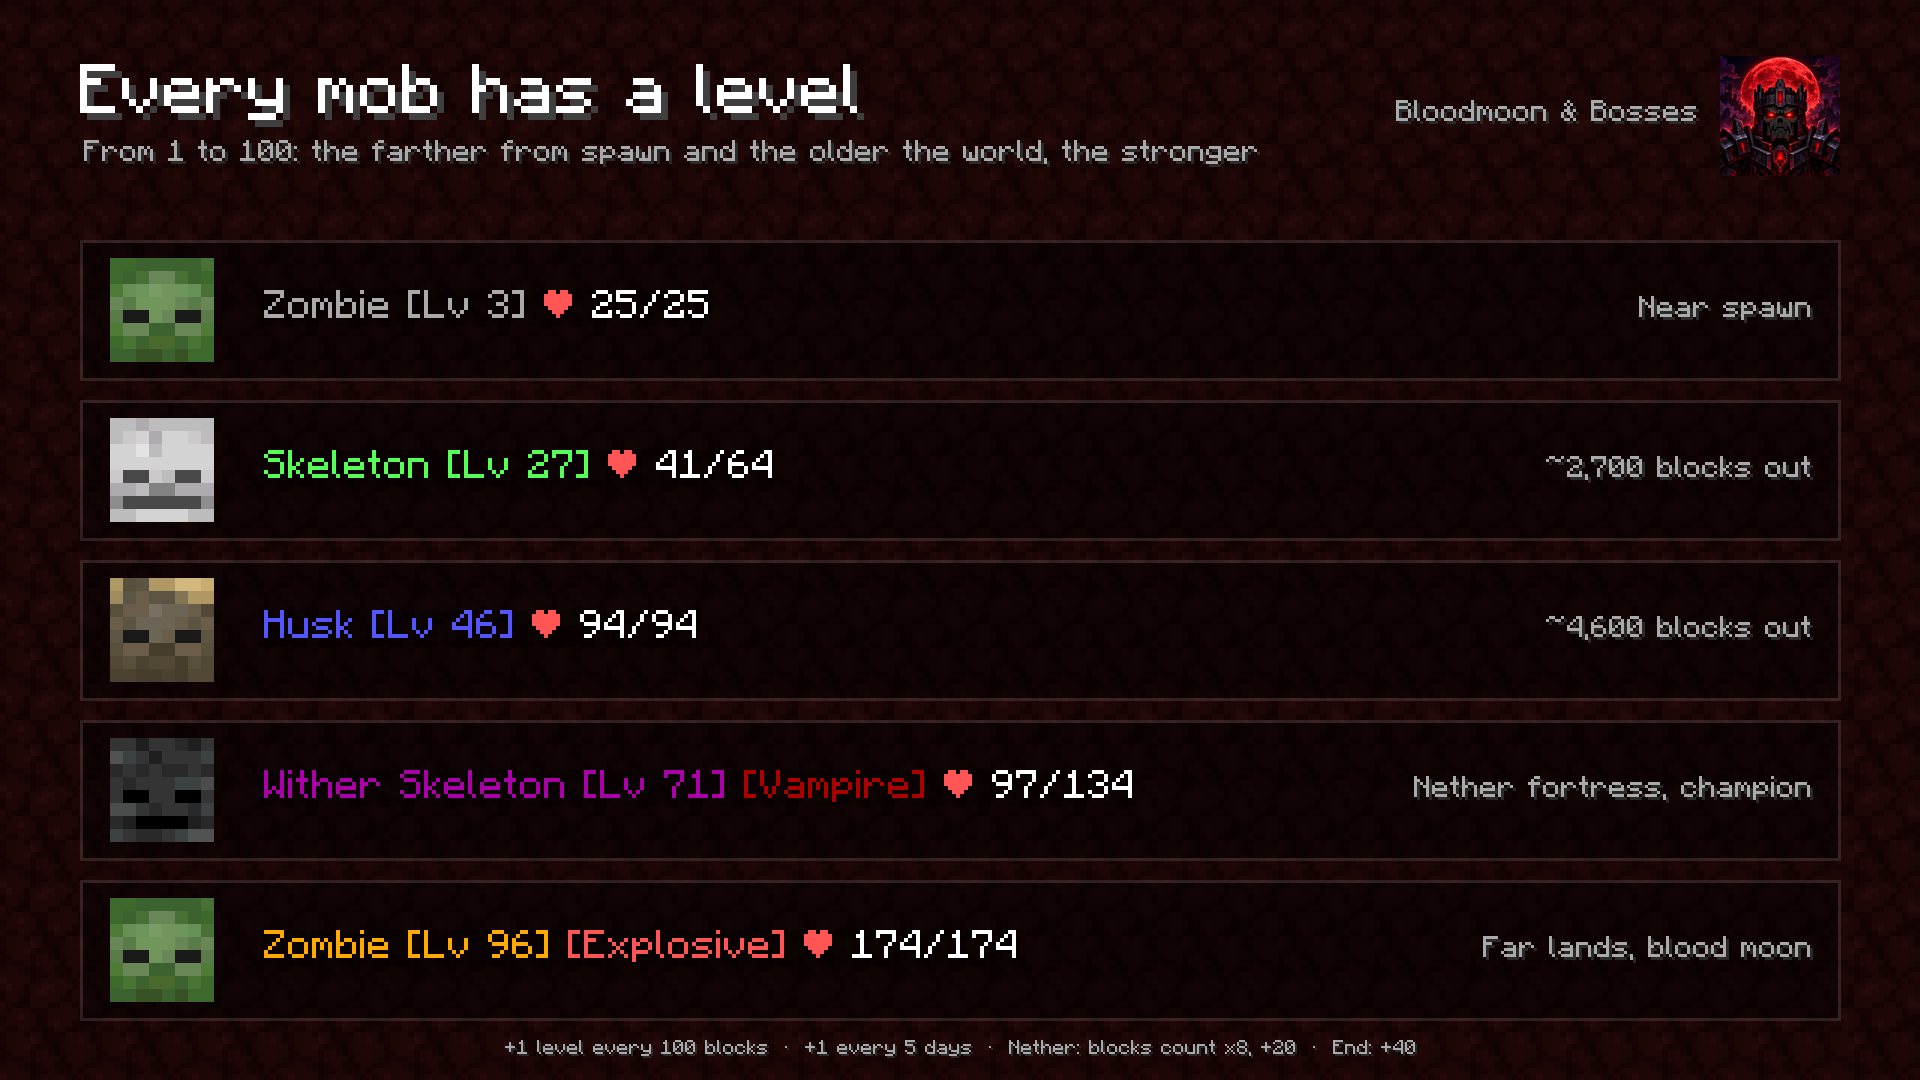 Every mob has a level
From 1 to 100: the farther from spawn and the older the world, the stronger
Bloodmoon & Bosses
Zombie [Lv 3] ❤ 25/25
Near spawn
Skeleton [Lv 27] ❤ 41/64
~2,700 blocks out
Husk [Lv 46] ❤ 94/94
~4,600 blocks out
Wither Skeleton [Lv 71] [Vampire] ❤ 97/134
Nether fortress, champion
Zombie [Lv 96] [Explosive] ❤ 174/174
Far lands, blood moon
+1 level every 100 blocks · +1 every 5 days · Nether: blocks count x8, +20 · End: +40